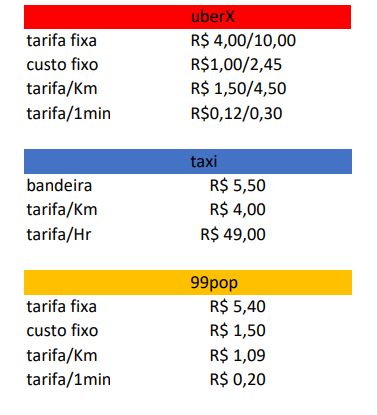 uberX
tarifa fixa R$ 4,00/10,00
custo fixo R$1,00/2,45
tarifa/Km R$ 1,50/4,50
tarifa/1min R$0,12/0,30
taxi
bandeira R$ 5,50
tarifa/Km R$ 4,00
tarifa/Hr R$ 49,00
99pop
tarifa fixa R$ 5,40
custo fixo R$ 1,50
tarifa/Km R$ 1,09
tarifa/1min R$ 0,20